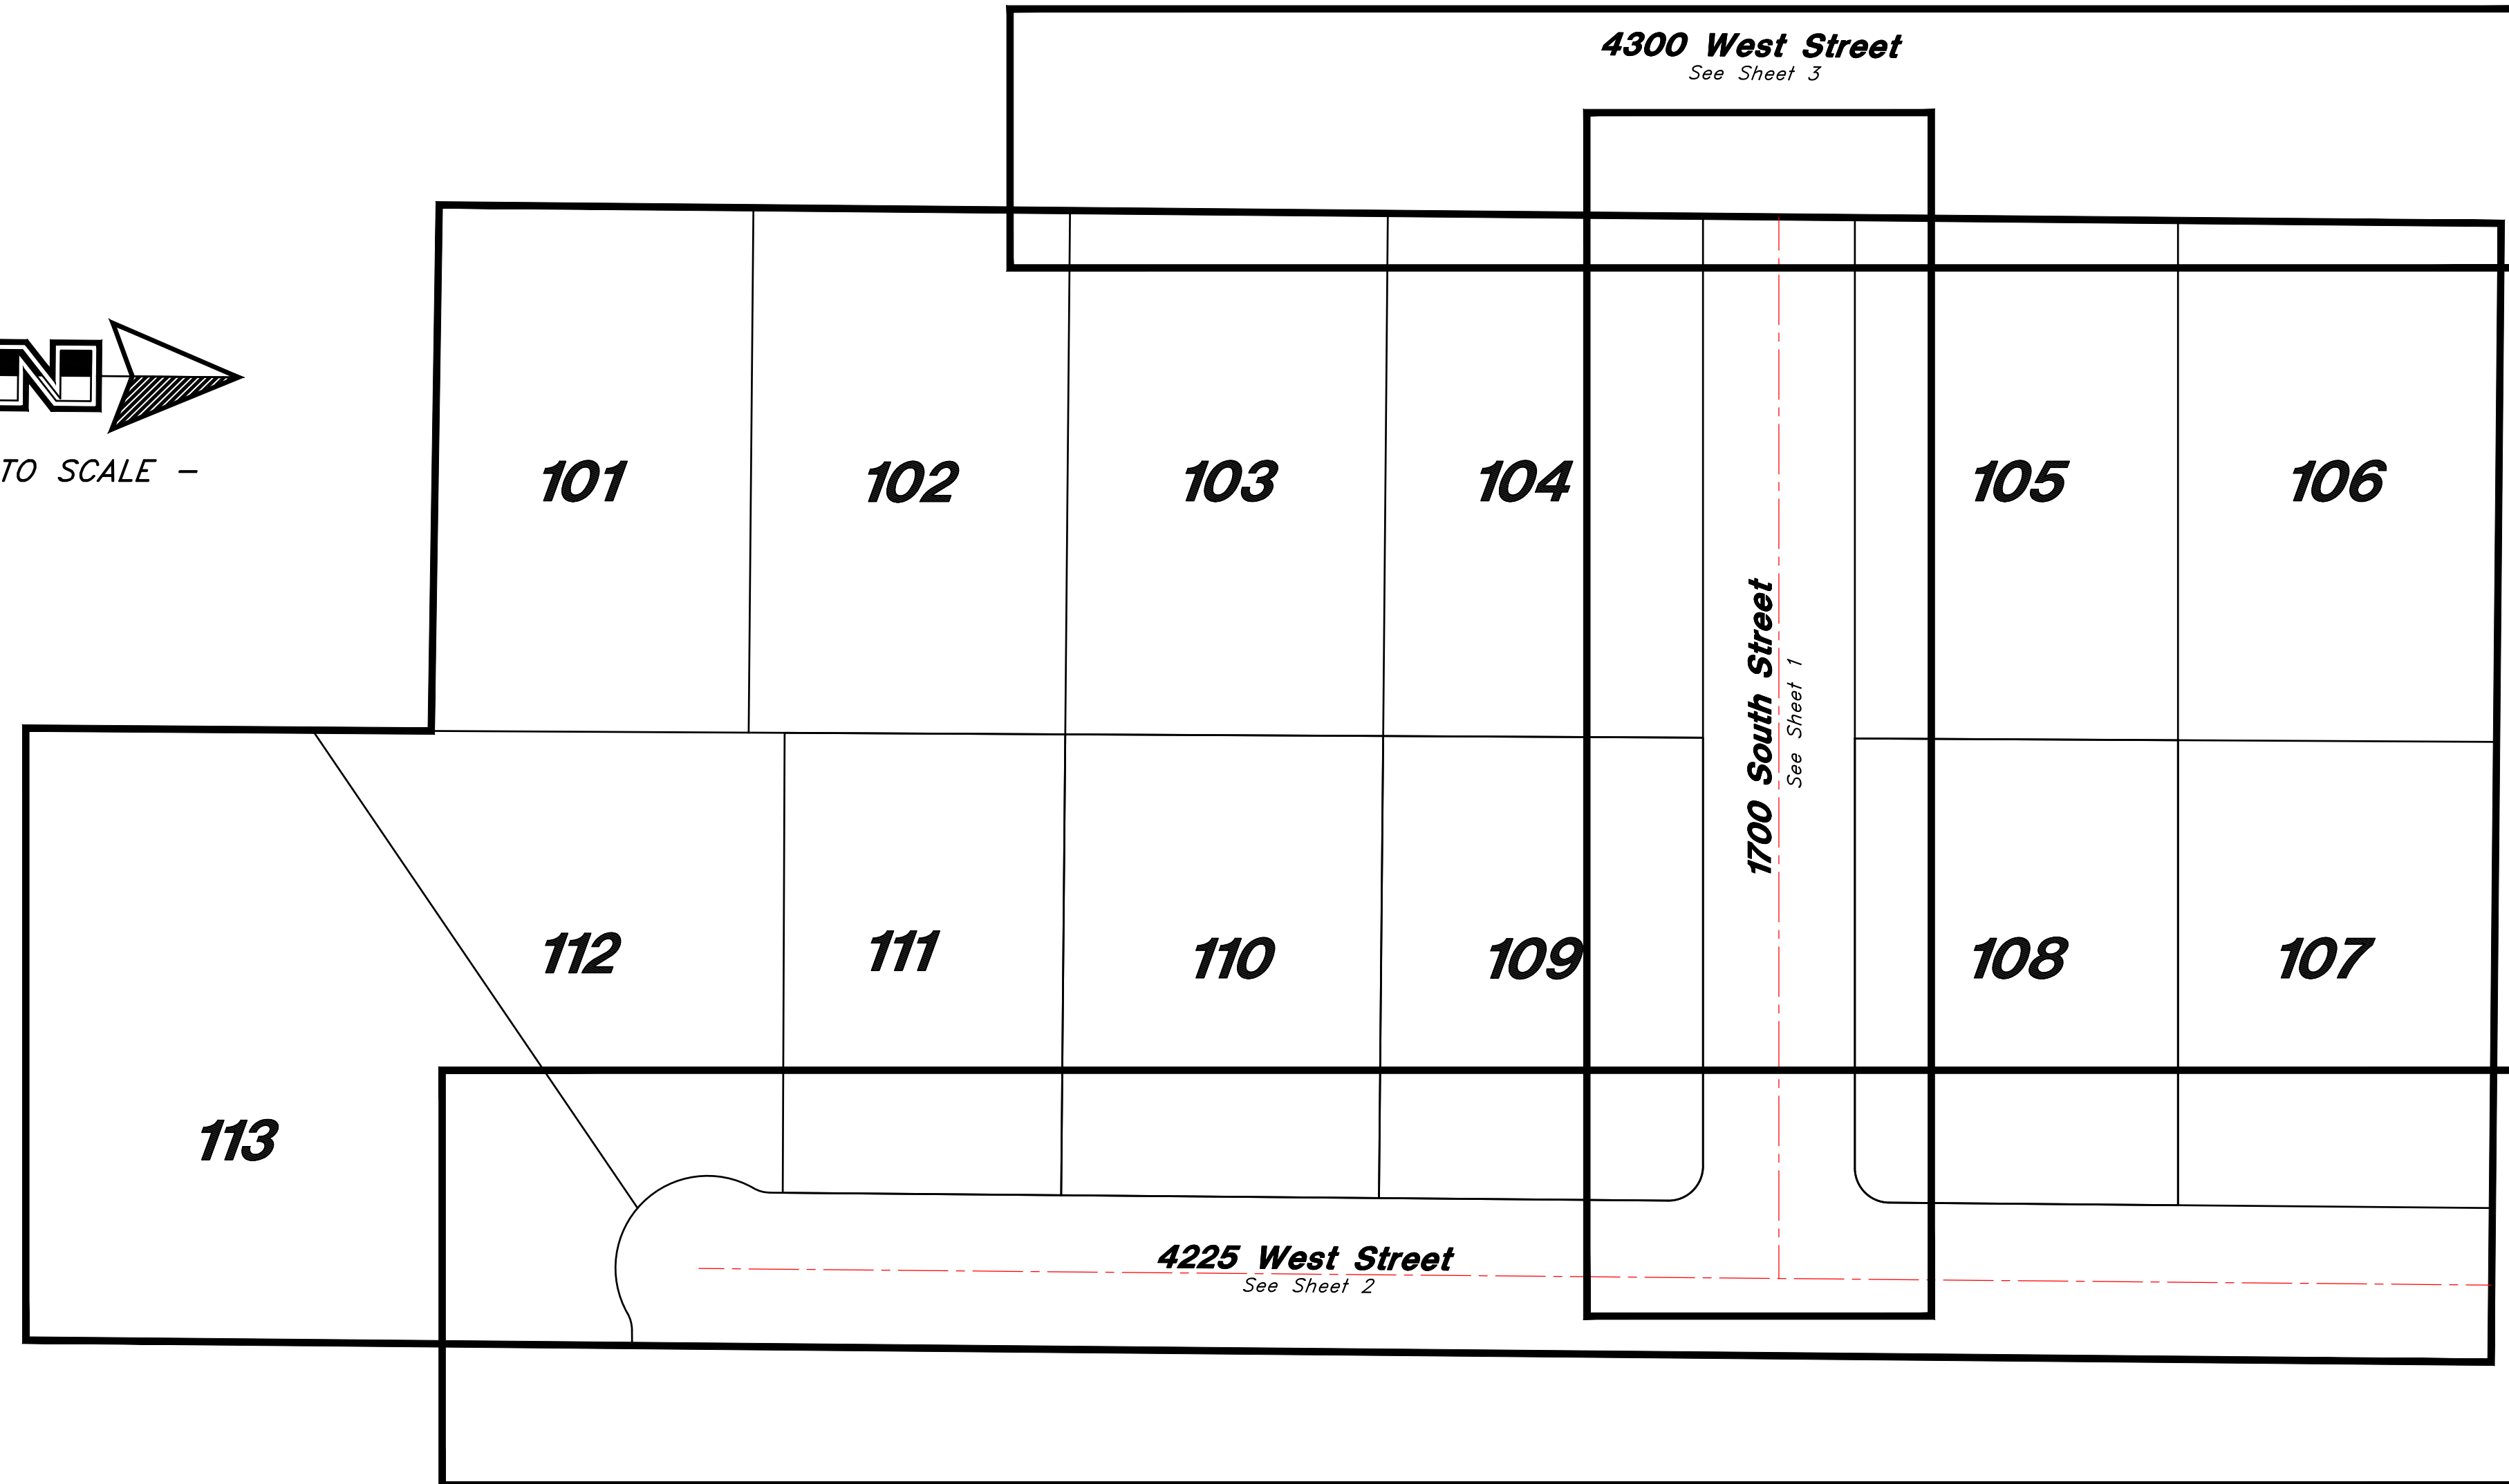 4300 West Street
See Sheet 3
N
TO SCALE -
101
102
103
104
105
106
1700 South Street
See Sheet 1
112
111
110
109
108
107
113
4225 West Street
See Sheet 2